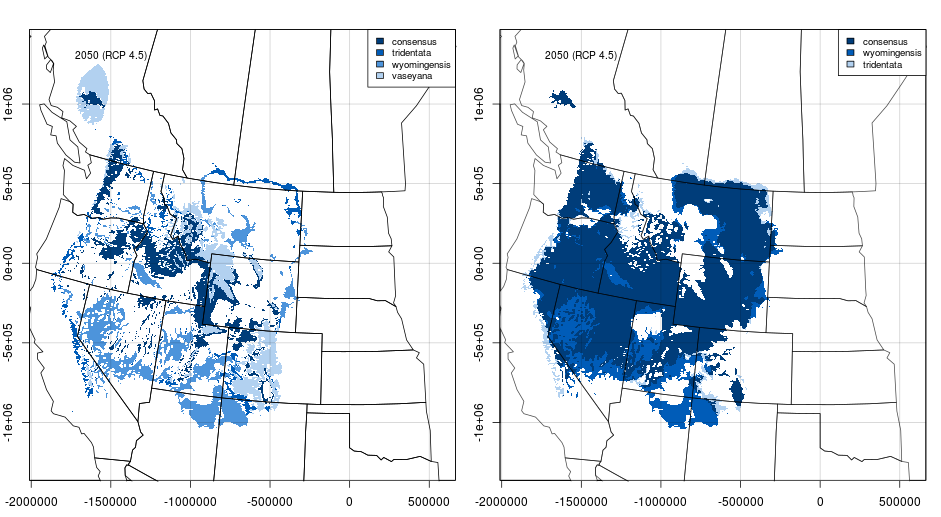 2050 (RCP 4.5)
consensus
tridentata
wyomingensis
vaseyana
1e+06
5e+05
0e+00
-5e+05
-1e+06
-2000000 -1500000 -1000000 -500000 0 500000
2050 (RCP 4.5)
consensus
wyomingensis
tridentata
1e+06
5e+05
0e+00
-5e+05
-1e+06
-2000000 -1500000 -1000000 -500000 0 500000